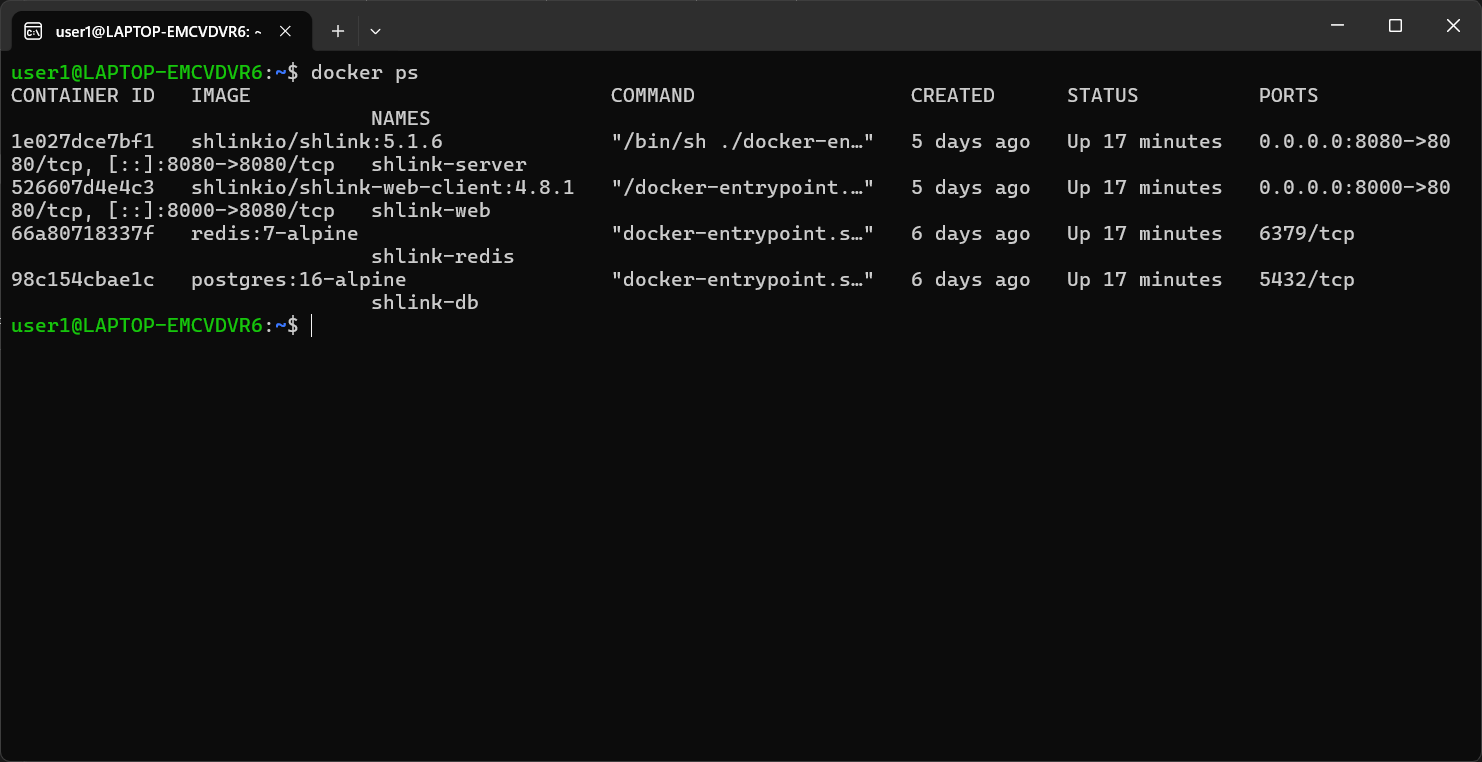 user1@LAPTOP-EMCVDVR6: ~
user1@LAPTOP-EMCVDVR6:~$ docker ps
CONTAINER ID   IMAGE                              COMMAND                  CREATED      STATUS          PORTS
                              NAMES
1e027dce7bf1   shlinkio/shlink:5.1.6              "/bin/sh ./docker-en…"   5 days ago   Up 17 minutes   0.0.0.0:8080->80
80/tcp, [::]:8080->8080/tcp   shlink-server
526607d4e4c3   shlinkio/shlink-web-client:4.8.1   "/docker-entrypoint.…"   5 days ago   Up 17 minutes   0.0.0.0:8000->80
80/tcp, [::]:8000->8080/tcp   shlink-web
66a80718337f   redis:7-alpine                     "docker-entrypoint.s…"   6 days ago   Up 17 minutes   6379/tcp
                              shlink-redis
98c154cbae1c   postgres:16-alpine                 "docker-entrypoint.s…"   6 days ago   Up 17 minutes   5432/tcp
                              shlink-db
user1@LAPTOP-EMCVDVR6:~$